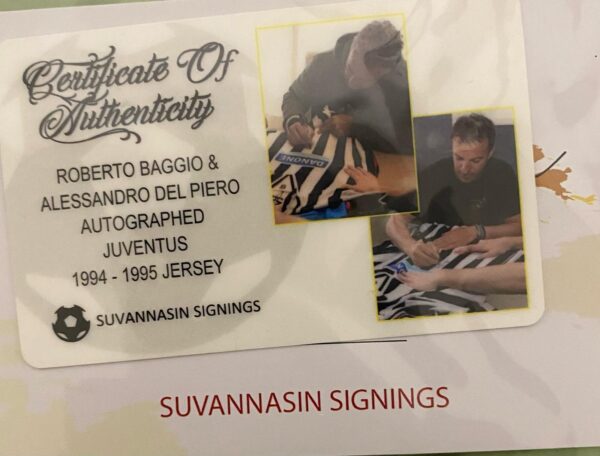 Certificate Of
Authenticity
ROBERTO BAGGIO &
ALESSANDRO DEL PIERO
AUTOGRAPHED
JUVENTUS
1994 - 1995 JERSEY
SUVANNASIN SIGNINGS
DANONE
SUVANNASIN SIGNINGS